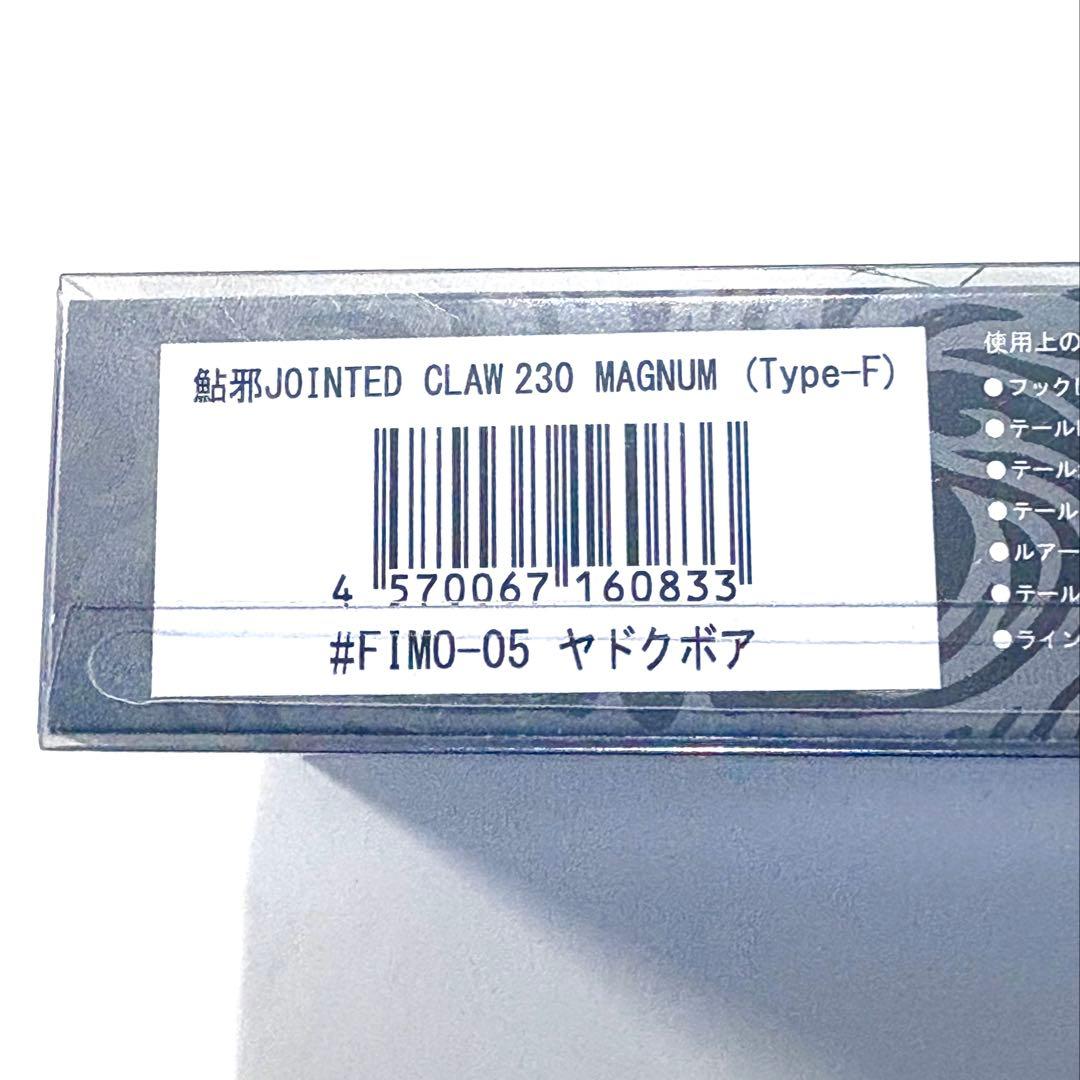 鮎邪JOINTED CLAW 230 MAGNUM (Type-F)
4 570067 160833
#FIMO-05 ヤドクボア
使用上の
●フック
●テール
●テール
●テール
●ルアー
●テール
●ライン